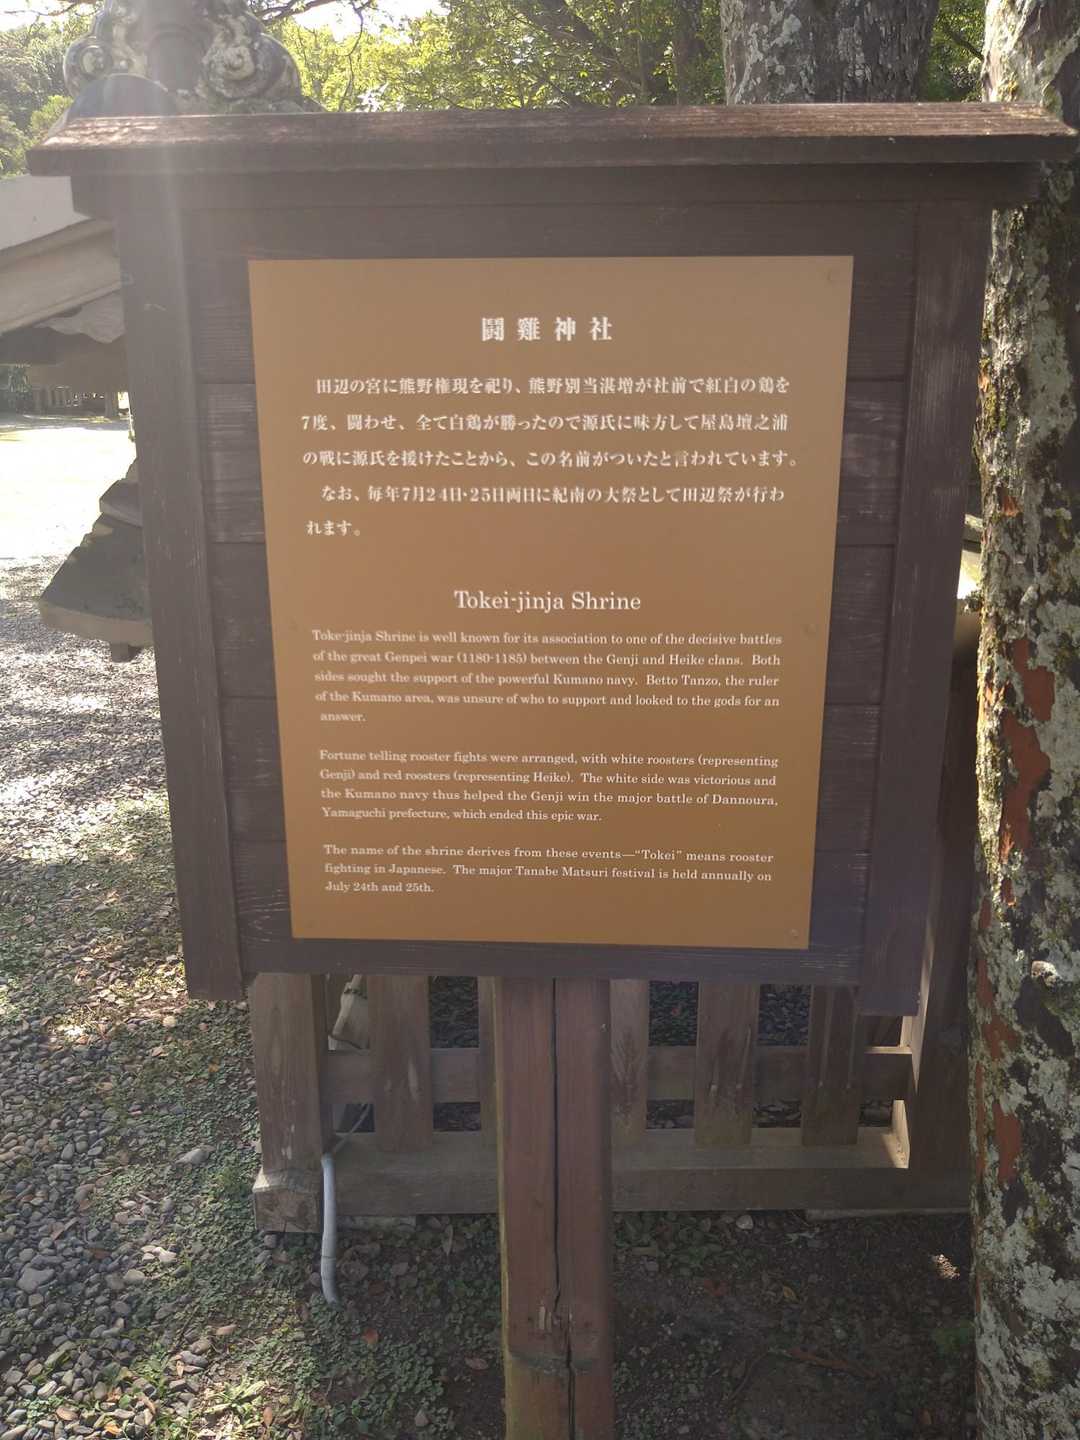 闘雞神社
田辺の宮に熊野権現を祀り、熊野別当湛増が社前で紅白の鶏を
7度、闘わせ、全て白鶏が勝ったので源氏に味方して屋島壇之浦
の戦に源氏を援けたことから、この名前がついたと言われています。
なお、毎年7月24日・25日両日に紀南の大祭として田辺祭が行わ
れます。
Tokei-jinja Shrine
Toke-jinja Shrine is well known for its association to one of the decisive battles
of the great Genpei war (1180-1185) between the Genji and Heike clans. Both
sides sought the support of the powerful Kumano navy. Betto Tanzo, the ruler
of the Kumano area, was unsure of who to support and looked to the gods for an
answer.
Fortune telling rooster fights were arranged, with white roosters (representing
Genji) and red roosters (representing Heike). The white side was victorious and
the Kumano navy thus helped the Genji win the major battle of Dannoura,
Yamaguchi prefecture, which ended this epic war.
The name of the shrine derives from these events—“Tokei” means rooster
fighting in Japanese. The major Tanabe Matsuri festival is held annually on
July 24th and 25th.